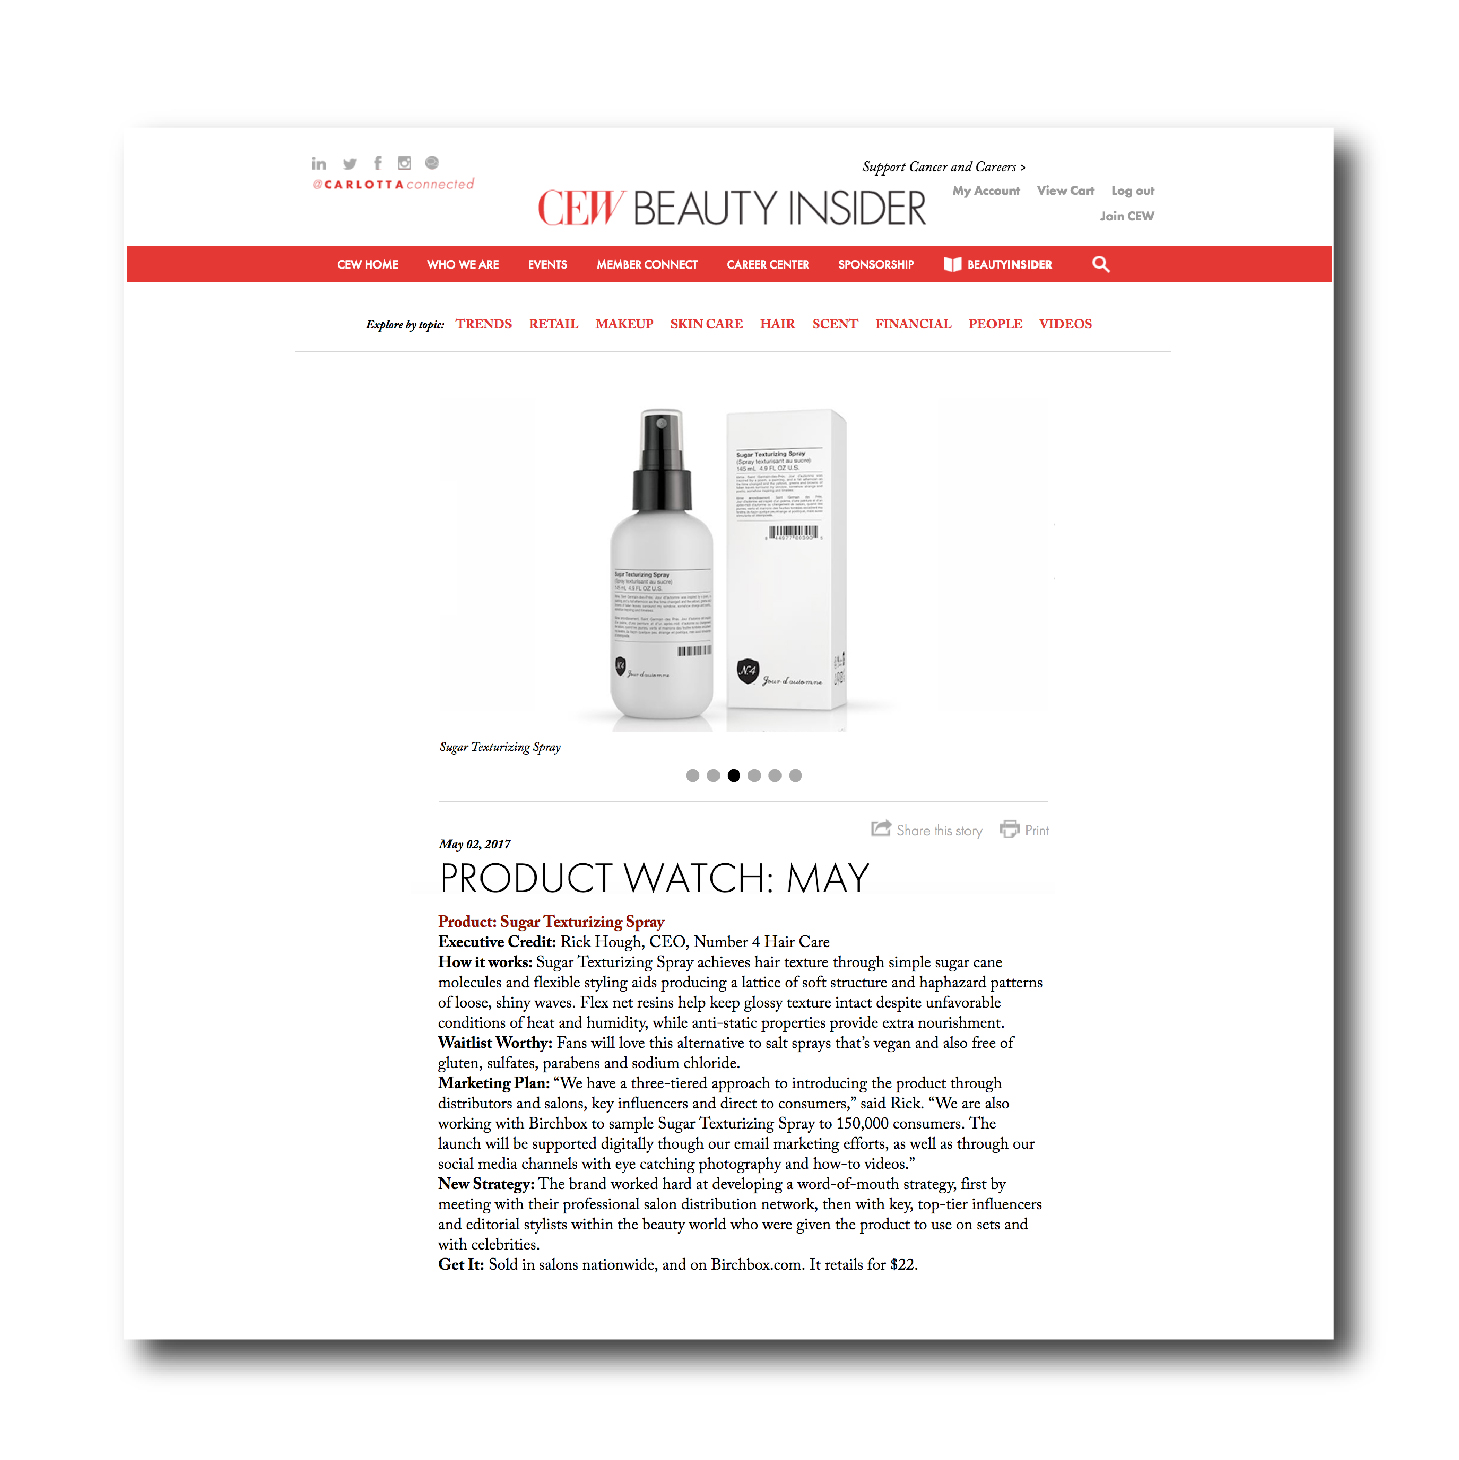 Support Cancer and Careers >
@CARLOTTAconnected
CEW BEAUTY INSIDER
My Account View Cart Log out
Join CEW
CEW HOME WHO WE ARE EVENTS MEMBER CONNECT CAREER CENTER SPONSORSHIP BEAUTYINSIDER
Explore by topic: TRENDS RETAIL MAKEUP SKIN CARE HAIR SCENT FINANCIAL PEOPLE VIDEOS
Sugar Texturizing Spray
(Spray texturisant au sucre)
145 mL 4.9 FL OZ U.S.
N.4
Jour d'automne
Sugar Texturizing Spray
(Spray texturisant au sucre)
145 mL 4.9 FL OZ U.S.
N.4
Jour d'automne
Sugar Texturizing Spray
Share this story Print
May 02, 2017
PRODUCT WATCH: MAY
Product: Sugar Texturizing Spray
Executive Credit: Rick Hough, CEO, Number 4 Hair Care
How it works: Sugar Texturizing Spray achieves hair texture through simple sugar cane
molecules and flexible styling aids producing a lattice of soft structure and haphazard patterns
of loose, shiny waves. Flex net resins help keep glossy texture intact despite unfavorable
conditions of heat and humidity, while anti-static properties provide extra nourishment.
Waitlist Worthy: Fans will love this alternative to salt sprays that's vegan and also free of
gluten, sulfates, parabens and sodium chloride.
Marketing Plan: “We have a three-tiered approach to introducing the product through
distributors and salons, key influencers and direct to consumers,” said Rick. “We are also
working with Birchbox to sample Sugar Texturizing Spray to 150,000 consumers. The
launch will be supported digitally though our email marketing efforts, as well as through our
social media channels with eye catching photography and how-to videos.”
New Strategy: The brand worked hard at developing a word-of-mouth strategy, first by
meeting with their professional salon distribution network, then with key, top-tier influencers
and editorial stylists within the beauty world who were given the product to use on sets and
with celebrities.
Get It: Sold in salons nationwide, and on Birchbox.com. It retails for $22.